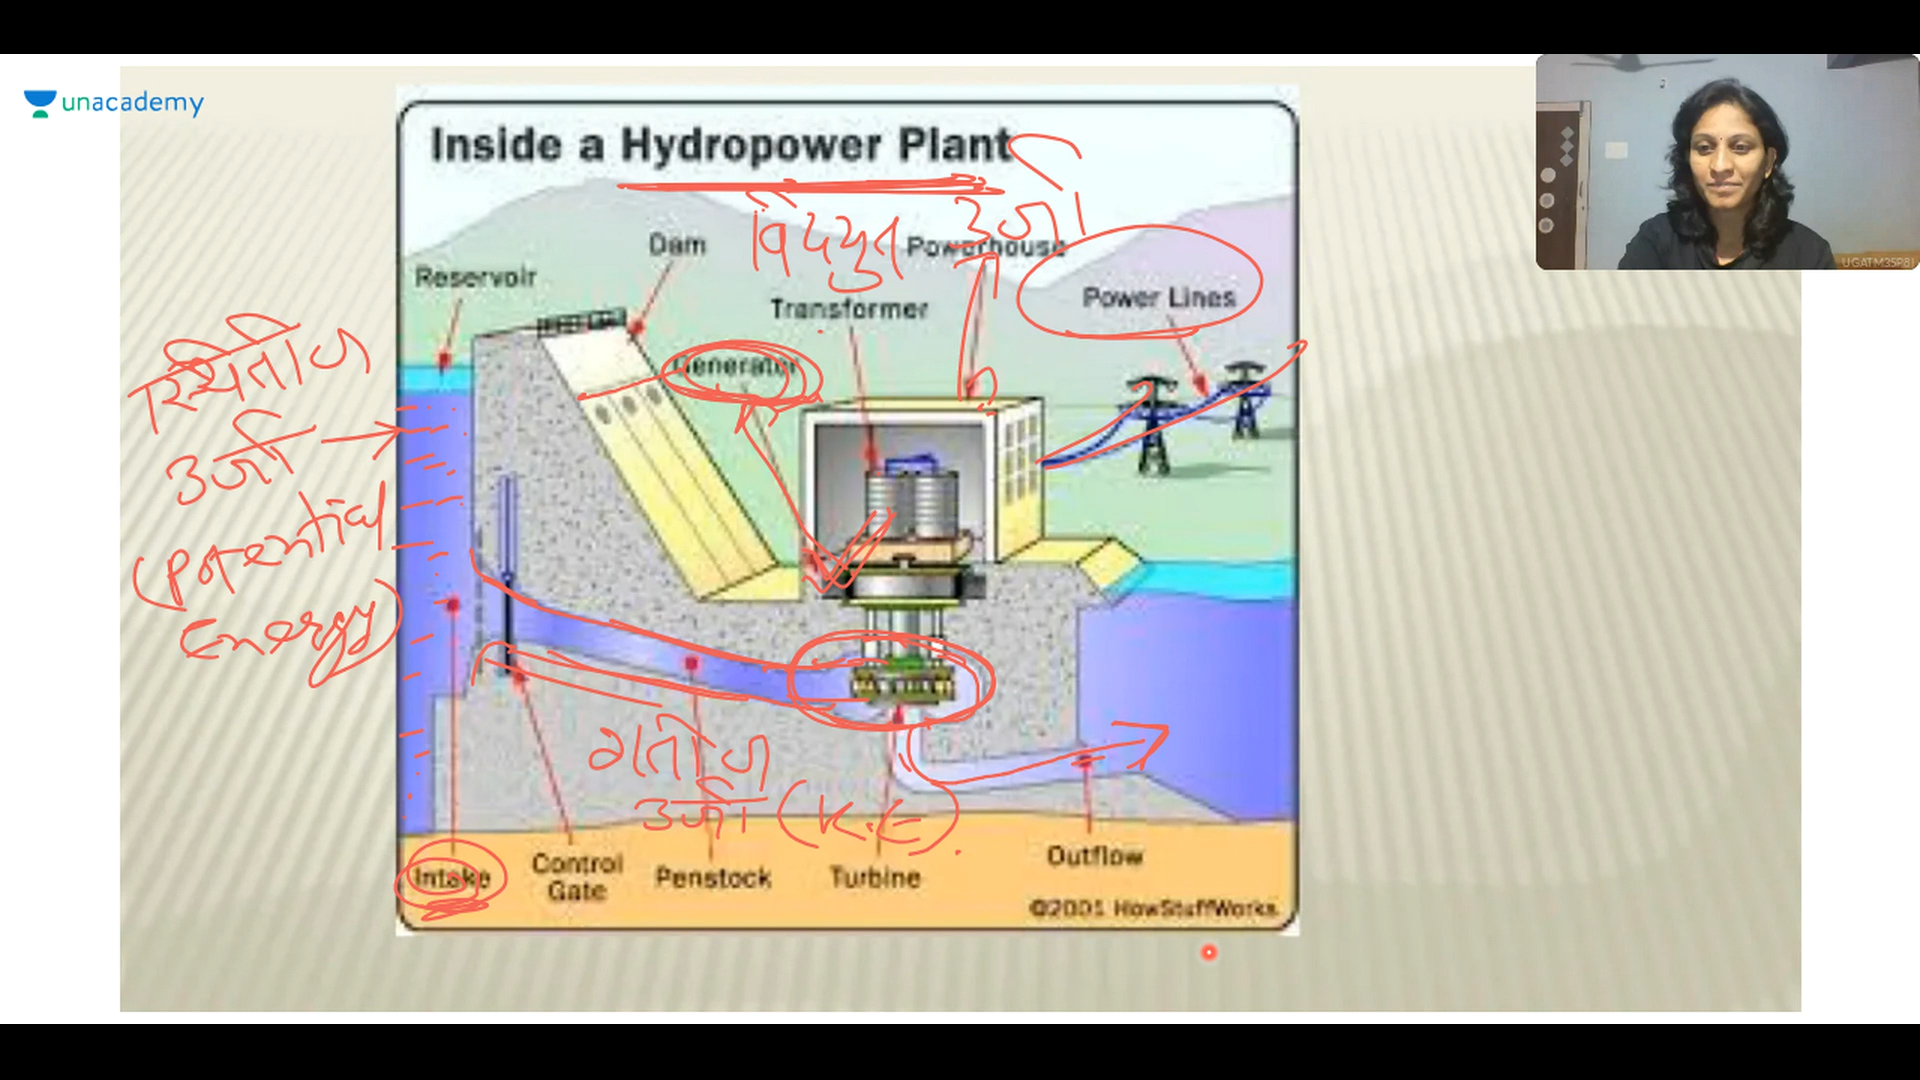 unacademy
Inside a Hydropower Plant
विद्युत ऊर्जा
Dam
Powerhouse
Reservoir
Power Lines
Transformer
Generator
स्थितीज
ऊर्जा
(Potential
Energy)
गतीज
ऊर्जा (K.E)
Intake
Control
Gate
Penstock
Turbine
Outflow
©2001 HowStuffWorks
UGATM35P8I